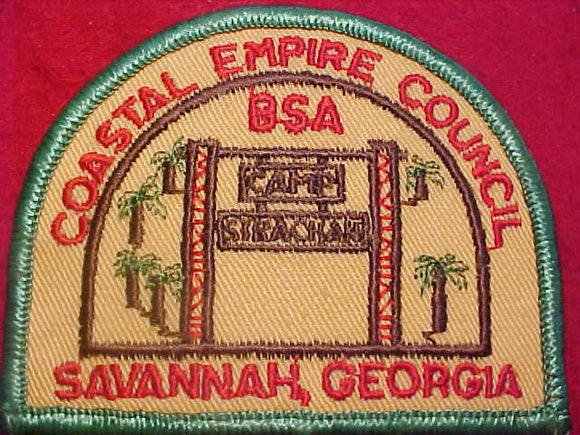 COASTAL EMPIRE COUNCIL
BSA
CAMP
STRACHAN
SAVANNAH, GEORGIA